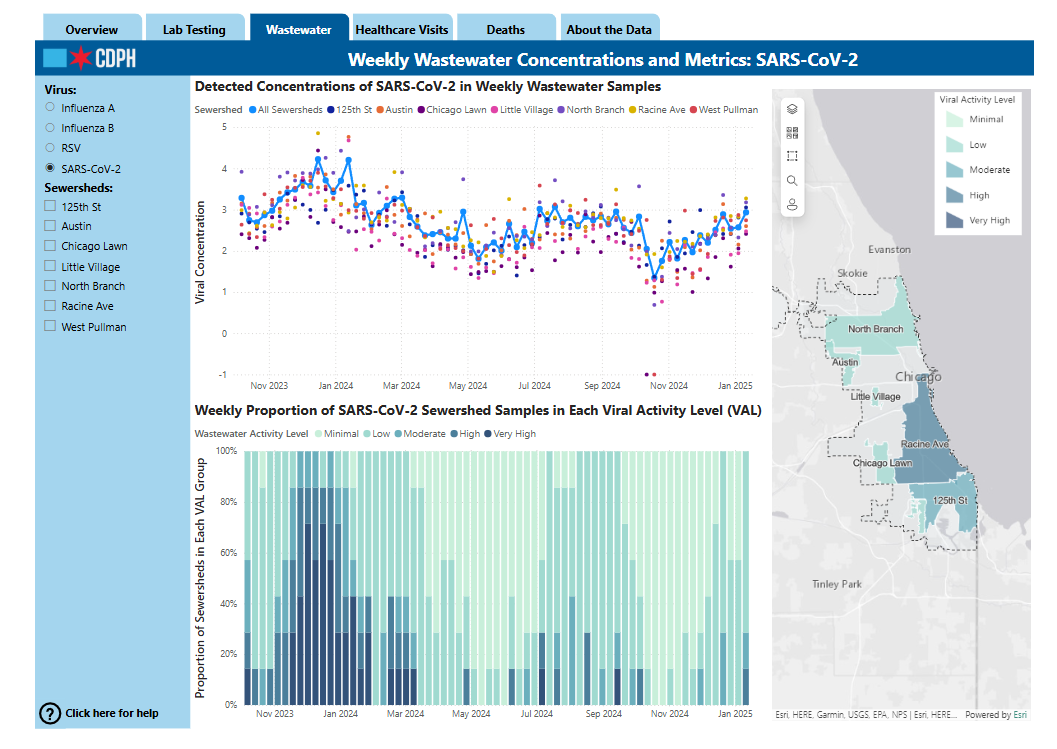 Overview
Lab Testing
Wastewater
Healthcare Visits
Deaths
About the Data
CDPH
Weekly Wastewater Concentrations and Metrics: SARS-CoV-2
Virus:
Influenza A
Influenza B
RSV
SARS-CoV-2
Sewersheds:
125th St
Austin
Chicago Lawn
Little Village
North Branch
Racine Ave
West Pullman
? Click here for help
Detected Concentrations of SARS-CoV-2 in Weekly Wastewater Samples
Sewershed All Sewersheds 125th St Austin Chicago Lawn Little Village North Branch Racine Ave West Pullman
Viral Concentration
5
4
3
2
1
0
-1
Nov 2023 Jan 2024 Mar 2024 May 2024 Jul 2024 Sep 2024 Nov 2024 Jan 2025
Weekly Proportion of SARS-CoV-2 Sewershed Samples in Each Viral Activity Level (VAL)
Wastewater Activity Level Minimal Low Moderate High Very High
Proportion of Sewersheds in Each VAL Group
100%
80%
60%
40%
20%
0%
Nov 2023 Jan 2024 Mar 2024 May 2024 Jul 2024 Sep 2024 Nov 2024 Jan 2025
Viral Activity Level
Minimal
Low
Moderate
High
Very High
Evanston
Skokie
North Branch
Austin
Chicago
Little Village
Racine Ave
Chicago Lawn
125th St
Tinley Park
Esri, HERE, Garmin, USGS, EPA, NPS | Esri, HERE... Powered by Esri